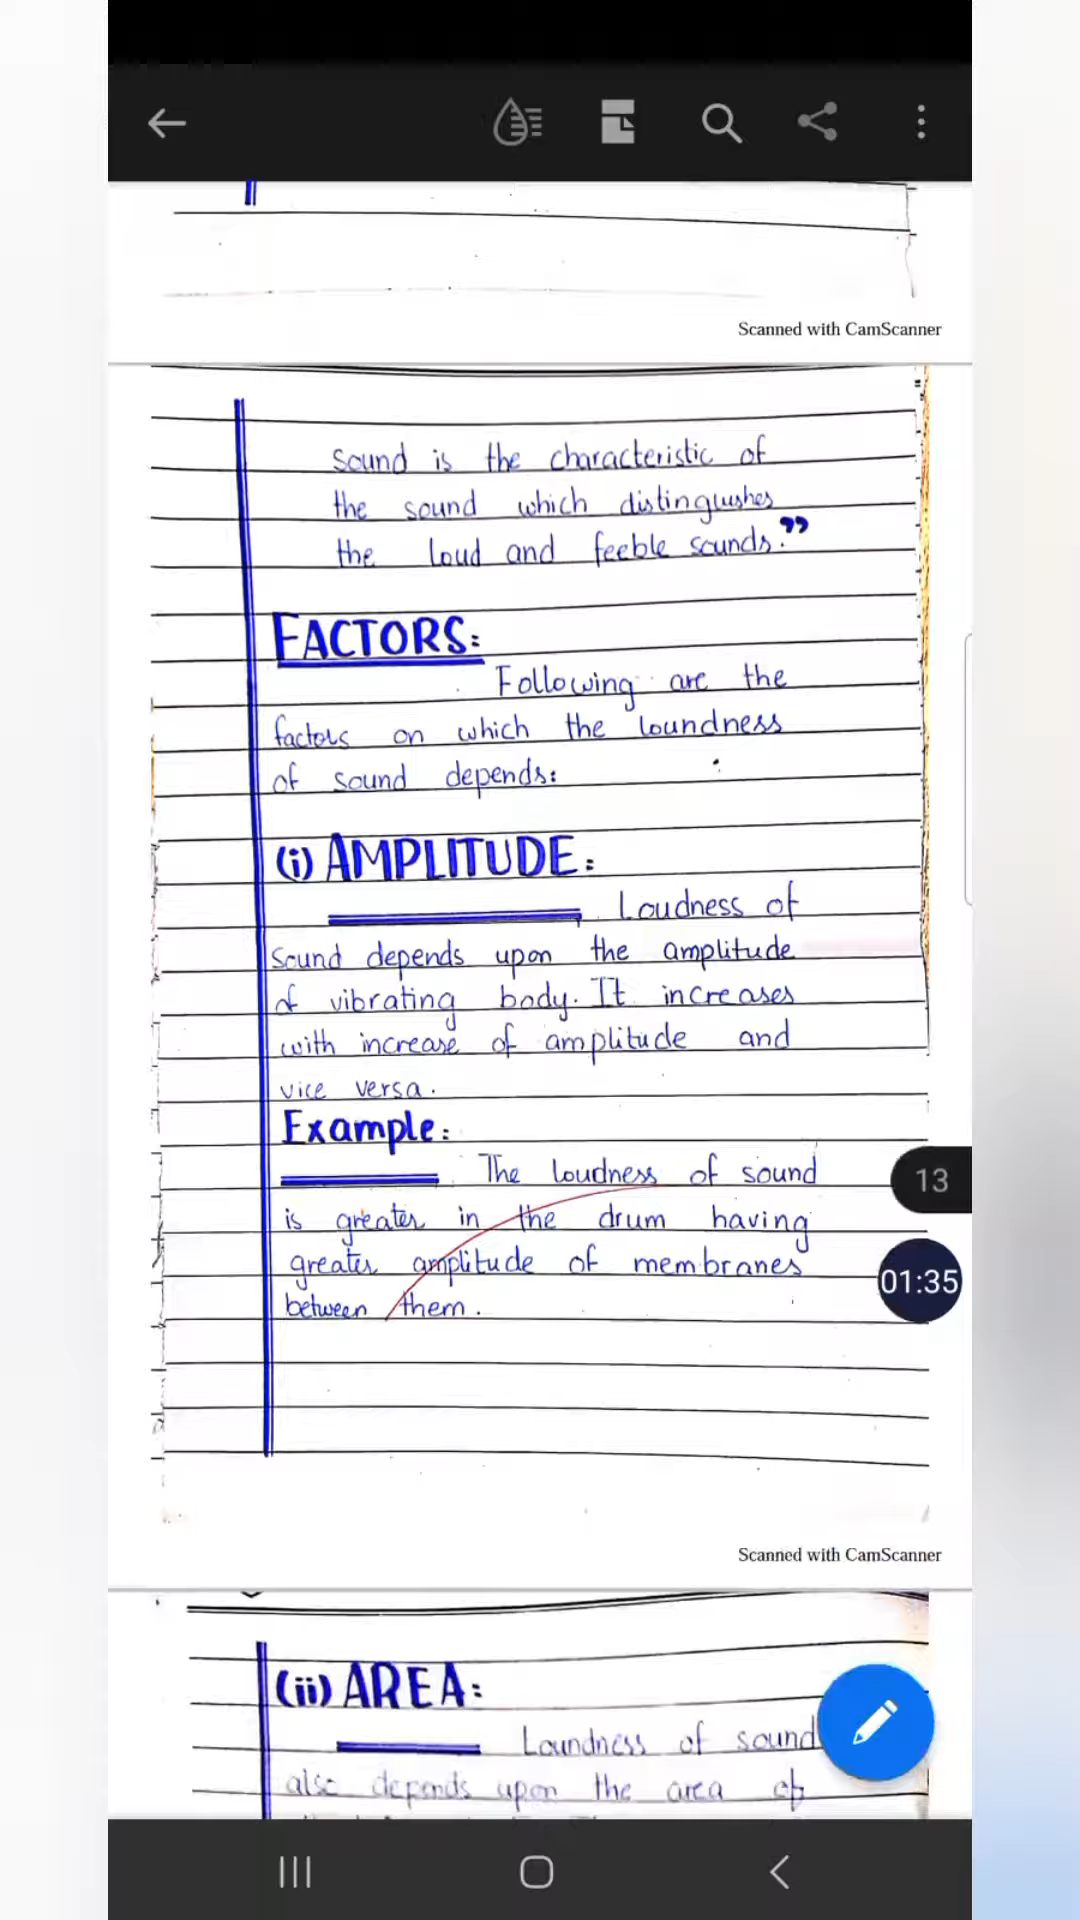 Scanned with CamScanner
sound is the characteristic of
the sound which distingushes
the loud and feeble sounds.”
FACTORS:
Following are the
factors on which the loundness
of sound depends:
(i) AMPLITUDE:
Loudness of
sound depends upon the amplitude
of vibrating body. It increases
with increase of amplitude and
vice versa.
Example:
The loudness of sound
is greater in the drum having
greater amplitude of membranes
between them.
13
01:35
Scanned with CamScanner
(ii) AREA:
Loundness of sound
also depends upon the area of